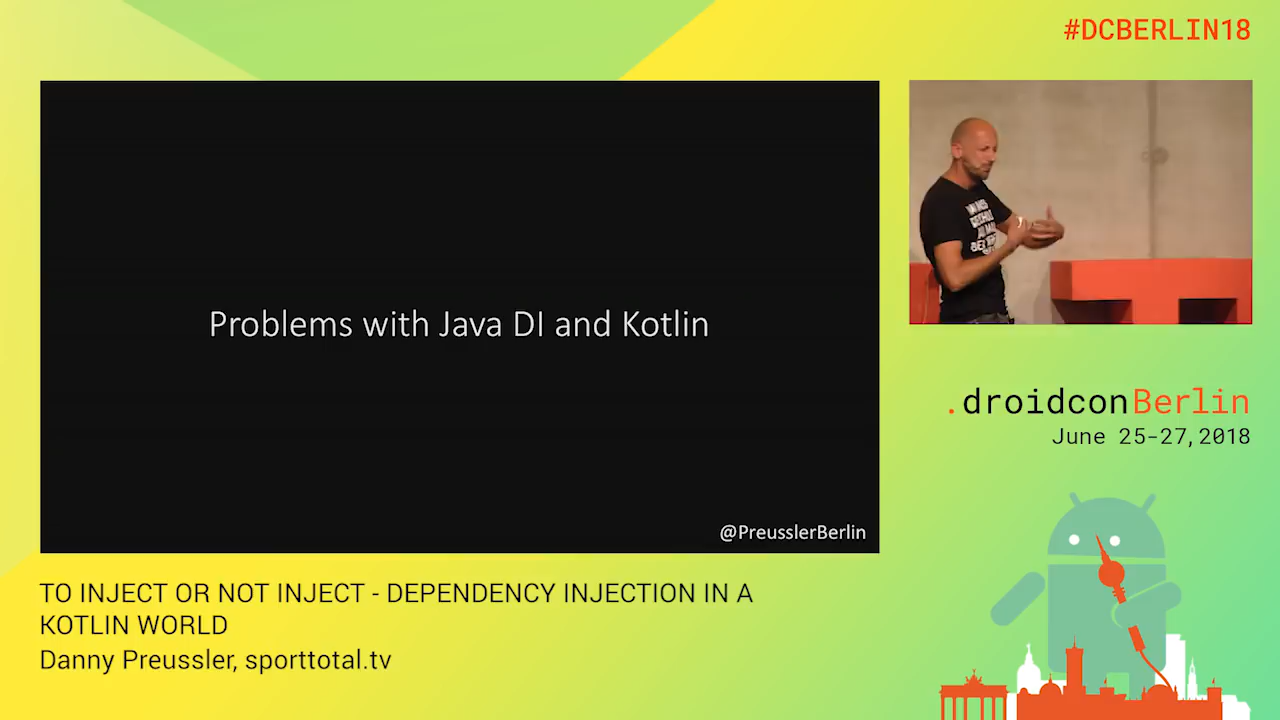 #DCBERLIN18
Problems with Java DI and Kotlin
@PreusslerBerlin
.droidconBerlin
June 25-27,2018
TO INJECT OR NOT INJECT - DEPENDENCY INJECTION IN A
KOTLIN WORLD
Danny Preussler, sporttotal.tv